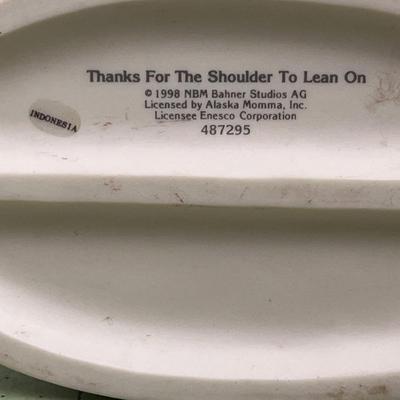 Thanks For The Shoulder To Lean On
© 1998 NBM Bahner Studios AG
Licensed by Alaska Momma, Inc.
Licensee Enesco Corporation
487295
INDONESIA